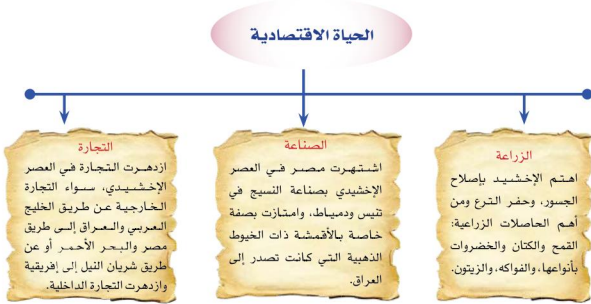 الحياة الاقتصادية
الزراعة
اهتم الإخشيد بإصلاح
الجسور، وحفر الترع ومن
أهم الحاصلات الزراعية:
القمح والكتان والخضروات
بأنواعها، والفواكه، والزيتون.
الصناعة
اشتهرت مصر في العصر
الإخشيدي بصناعة النسيج في
تنيس ودمياط، وامتازت بصفة
خاصة بالأقمشة ذات الخيوط
الذهبية التي كانت تصدر إلى
العراق.
التجارة
ازدهرت التجارة في العصر
الإخشيدي، سواء التجارة
الخارجية عن طريق الخليج
العربي والعراق إلى طريق
مصر والبحر الأحمر أو عن
طريق شريان النيل إلى إفريقية
وازدهرت التجارة الداخلية.